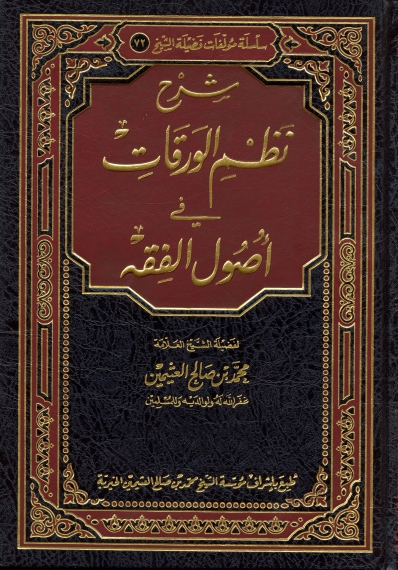 سلسلة مؤلفات فضيلة الشيخ ٧٢
شرح
نظم الورقات
في
أصول الفقه
لفضيلة الشيخ العلامة
محمد بن صالح العثيمين
غفر الله له ولوالديه وللمسلمين
طبع بإشراف مؤسسة الشيخ محمد بن صالح العثيمين الخيرية